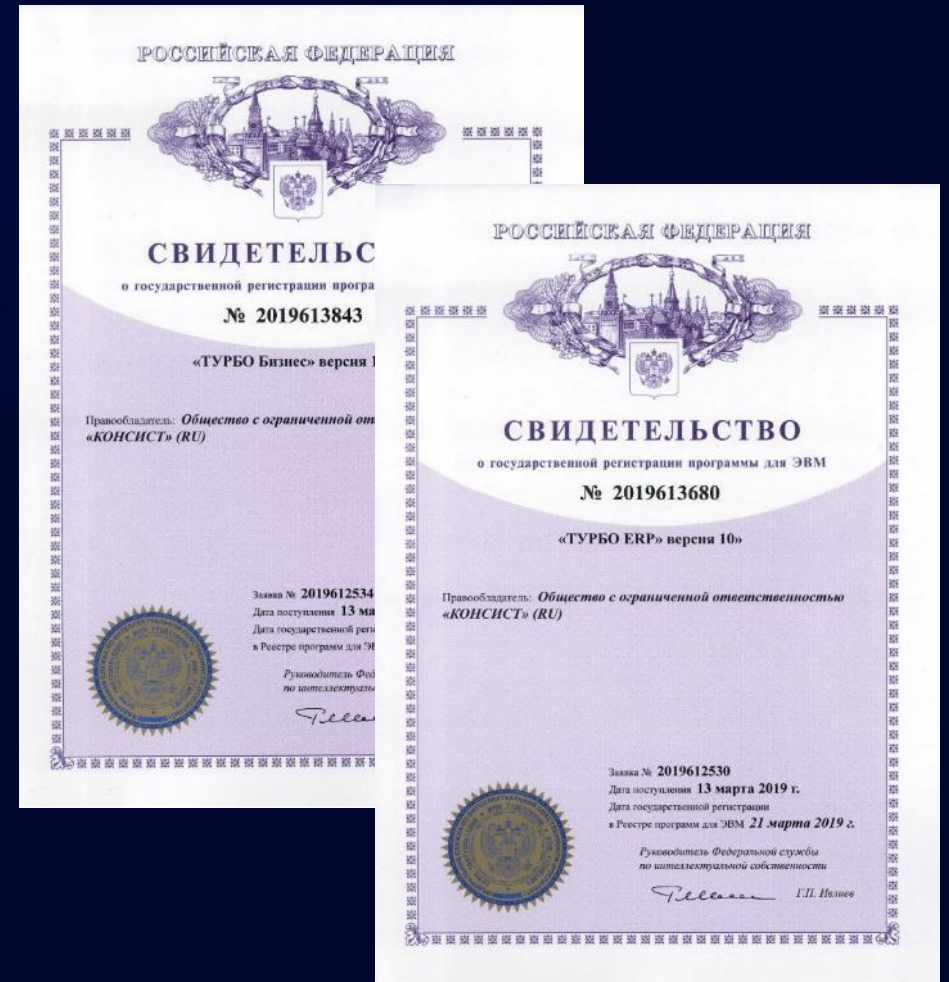 РОССИЙСКАЯ ФЕДЕРАЦИЯ
СВИДЕТЕЛЬС
о государственной регистрации програ
№ 2019613843
«ТУРБО Бизнес» версия 1
Правообладатель: Общество с ограниченной от
«КОНСИСТ» (RU)
Заявка № 2019612534
Дата поступления 13 ма
Дата государственной реги
в Реестре программ для ЭВ
Руководитель Фед
по интеллектуаль
РОССИЙСКАЯ ФЕДЕРАЦИЯ
СВИДЕТЕЛЬСТВО
о государственной регистрации программы для ЭВМ
№ 2019613680
«ТУРБО ERP» версия 10»
Правообладатель: Общество с ограниченной ответственностью
«КОНСИСТ» (RU)
Заявка № 2019612530
Дата поступления 13 марта 2019 г.
Дата государственной регистрации
в Реестре программ для ЭВМ 21 марта 2019 г.
Руководитель Федеральной службы
по интеллектуальной собственности
Г.П. Ивлиев